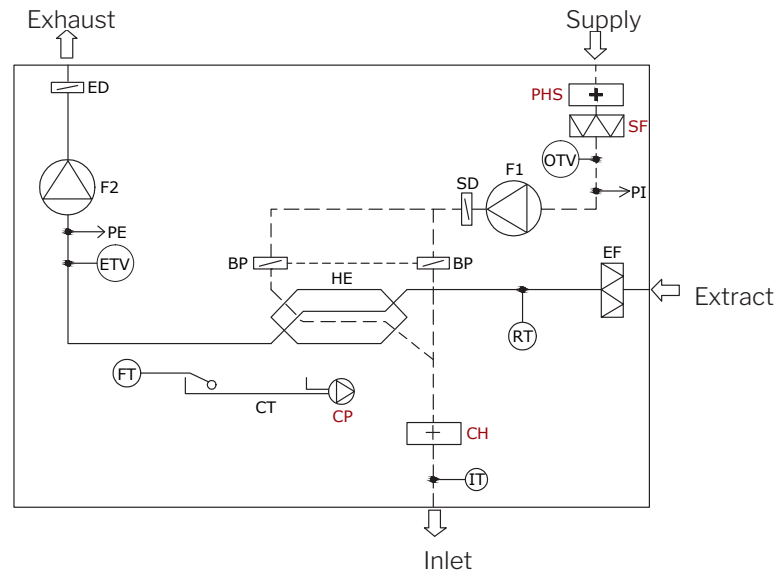 Exhaust
Supply
ED
PHS
SF
OTV
F1
SD
F2
PI
PE
ETV
BP
BP
EF
HE
Extract
RT
FT
CT
CP
CH
IT
Inlet